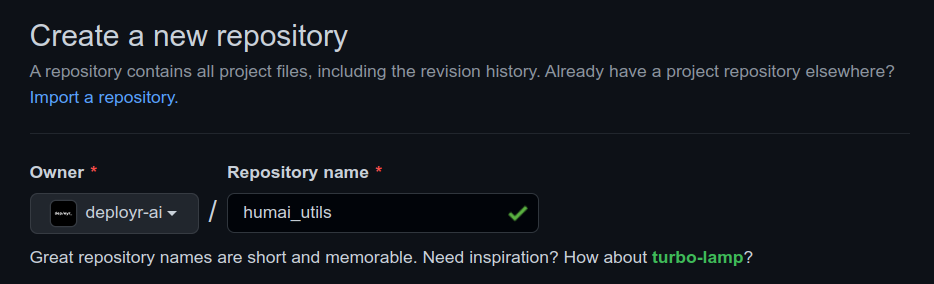 Create a new repository
A repository contains all project files, including the revision history. Already have a project repository elsewhere?
Import a repository.
Owner *
Repository name *
deployr-ai / humai_utils
Great repository names are short and memorable. Need inspiration? How about turbo-lamp?